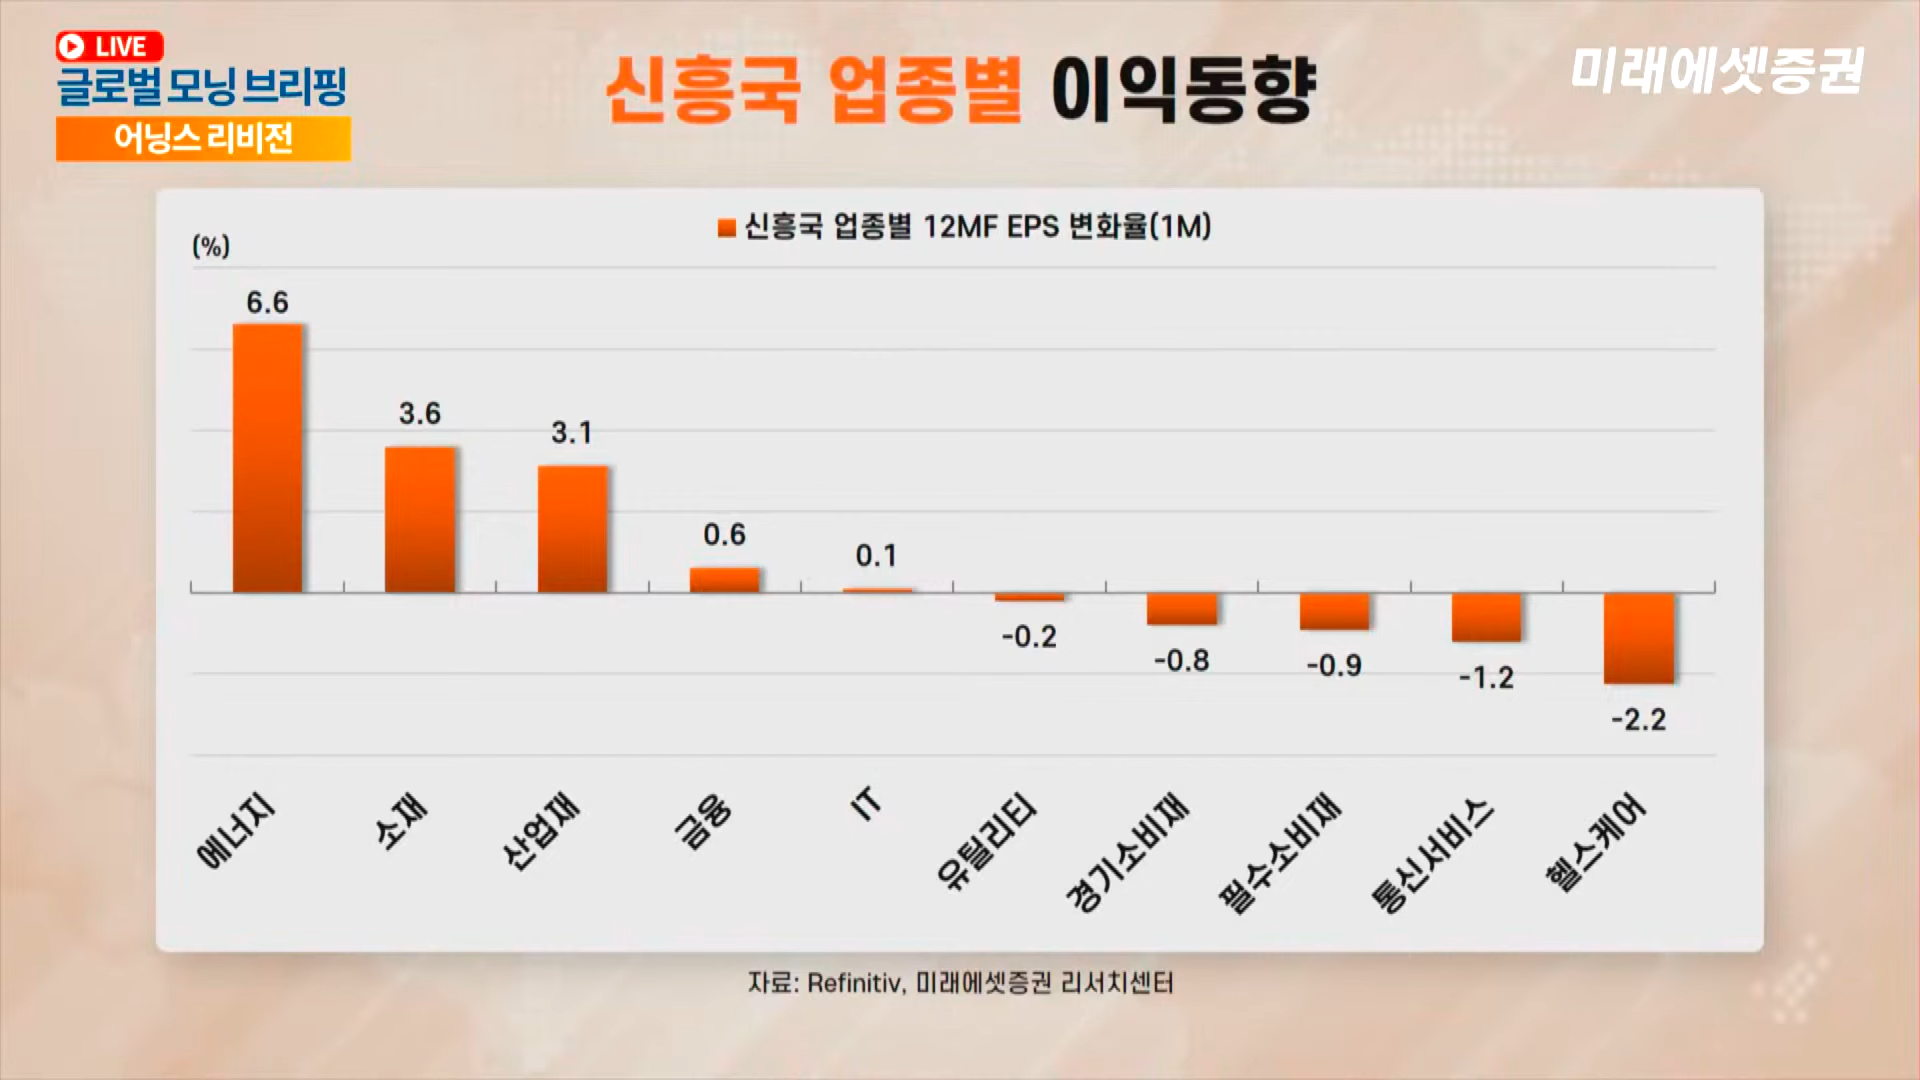 LIVE
글로벌 모닝 브리핑
어닝스 리비전
신흥국 업종별 이익동향
미래에셋증권
신흥국 업종별 12MF EPS 변화율(1M)
(%)
6.6
3.6
3.1
0.6
0.1
-0.2
-0.8
-0.9
-1.2
-2.2
에너지
소재
산업재
금융
IT
유틸리티
경기소비재
필수소비재
통신서비스
헬스케어
자료: Refinitiv, 미래에셋증권 리서치센터